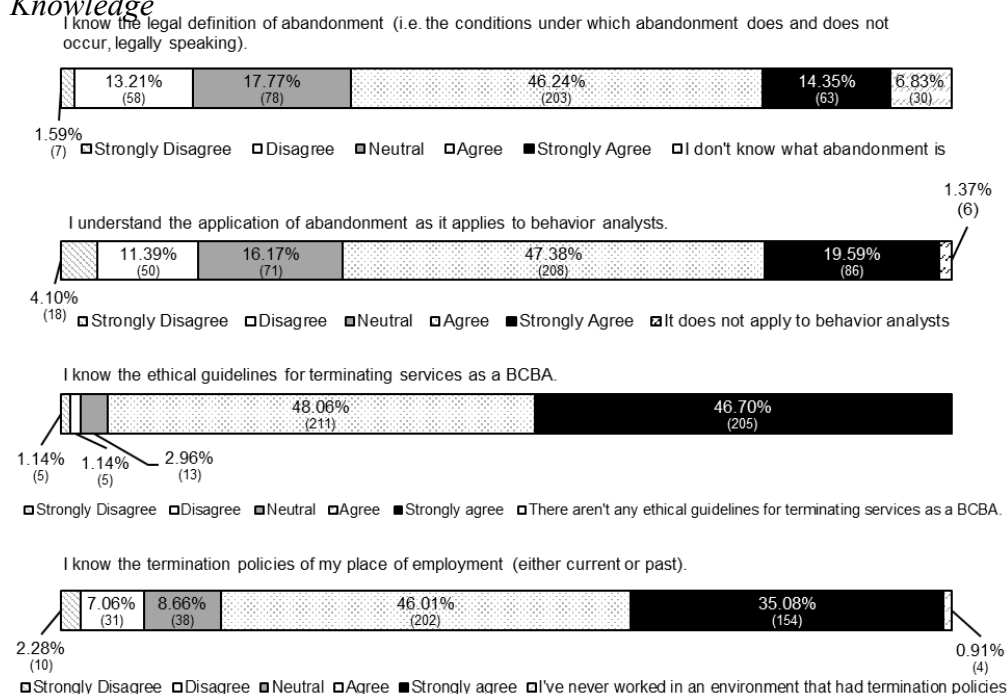 Knowledge
I know the legal definition of abandonment (i.e. the conditions under which abandonment does and does not
occur, legally speaking).
13.21% 17.77% 46.24% 14.35% 6.83%
(58) (78) (203) (63) (30)
1.59%
(7)
Strongly Disagree Disagree Neutral Agree Strongly Agree I don't know what abandonment is
1.37%
(6)
I understand the application of abandonment as it applies to behavior analysts.
11.39% 16.17% 47.38% 19.59%
(50) (71) (208) (86)
4.10%
(18)
Strongly Disagree Disagree Neutral Agree Strongly Agree It does not apply to behavior analysts
I know the ethical guidelines for terminating services as a BCBA.
48.06% 46.70%
(211) (205)
1.14% 1.14% 2.96%
(5) (5) (13)
Strongly Disagree Disagree Neutral Agree Strongly agree There aren't any ethical guidelines for terminating services as a BCBA.
I know the termination policies of my place of employment (either current or past).
7.06% 8.66% 46.01% 35.08%
(31) (38) (202) (154)
2.28% 0.91%
(10) (4)
Strongly Disagree Disagree Neutral Agree Strongly agree I've never worked in an environment that had termination policies